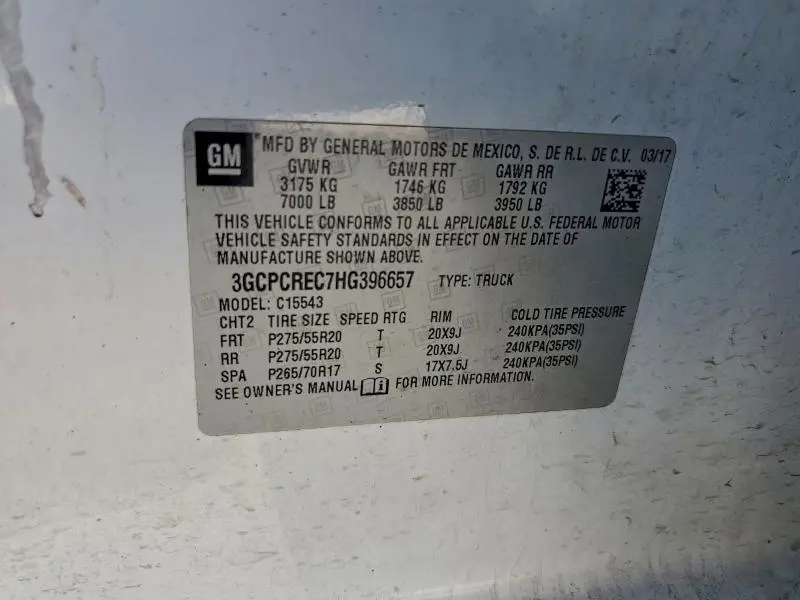 GM
MFD BY GENERAL MOTORS DE MEXICO, S. DE R.L. DE C.V. 03/17
GVWR GAWR FRT GAWR RR
3175 KG 1746 KG 1792 KG
7000 LB 3850 LB 3950 LB
THIS VEHICLE CONFORMS TO ALL APPLICABLE U.S. FEDERAL MOTOR
VEHICLE SAFETY STANDARDS IN EFFECT ON THE DATE OF
MANUFACTURE SHOWN ABOVE.
3GCPCREC7HG396657 TYPE: TRUCK
MODEL: C15543
CHT2 TIRE SIZE SPEED RTG RIM COLD TIRE PRESSURE
FRT P275/55R20 T 20X9J 240KPA(35PSI)
RR P275/55R20 T 20X9J 240KPA(35PSI)
SPA P265/70R17 S 17X7.5J 240KPA(35PSI)
SEE OWNER'S MANUAL FOR MORE INFORMATION.